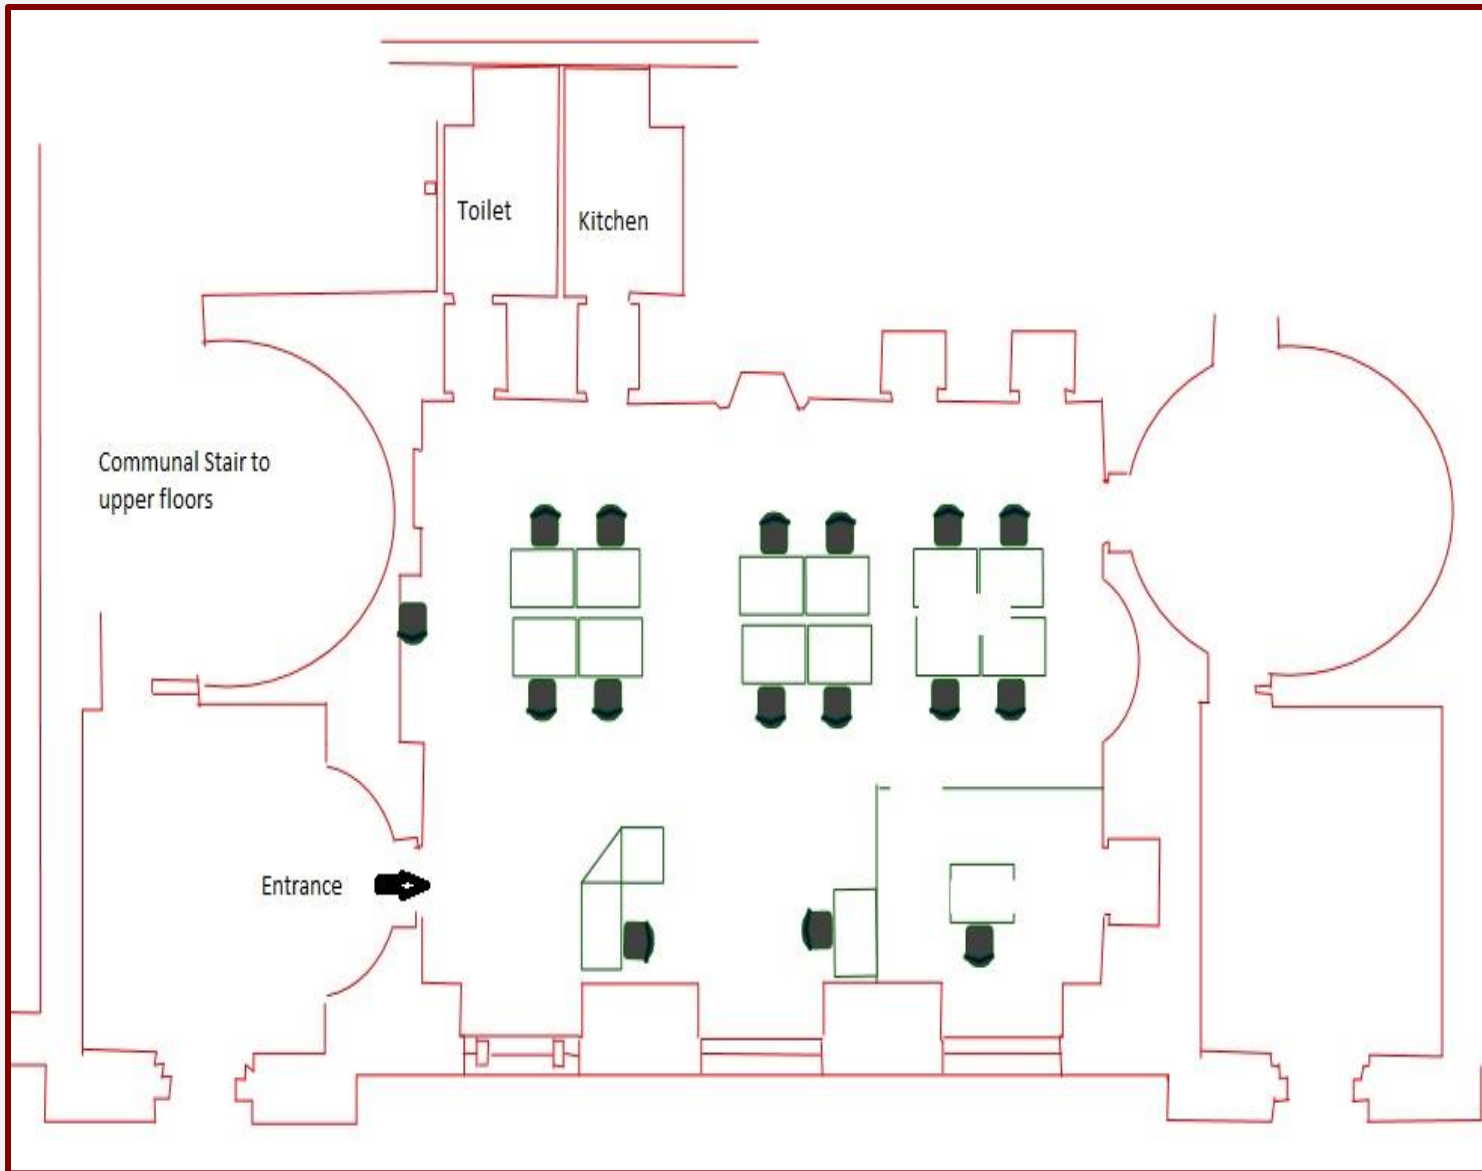 Toilet
Kitchen
Communal Stair to
upper floors
Entrance